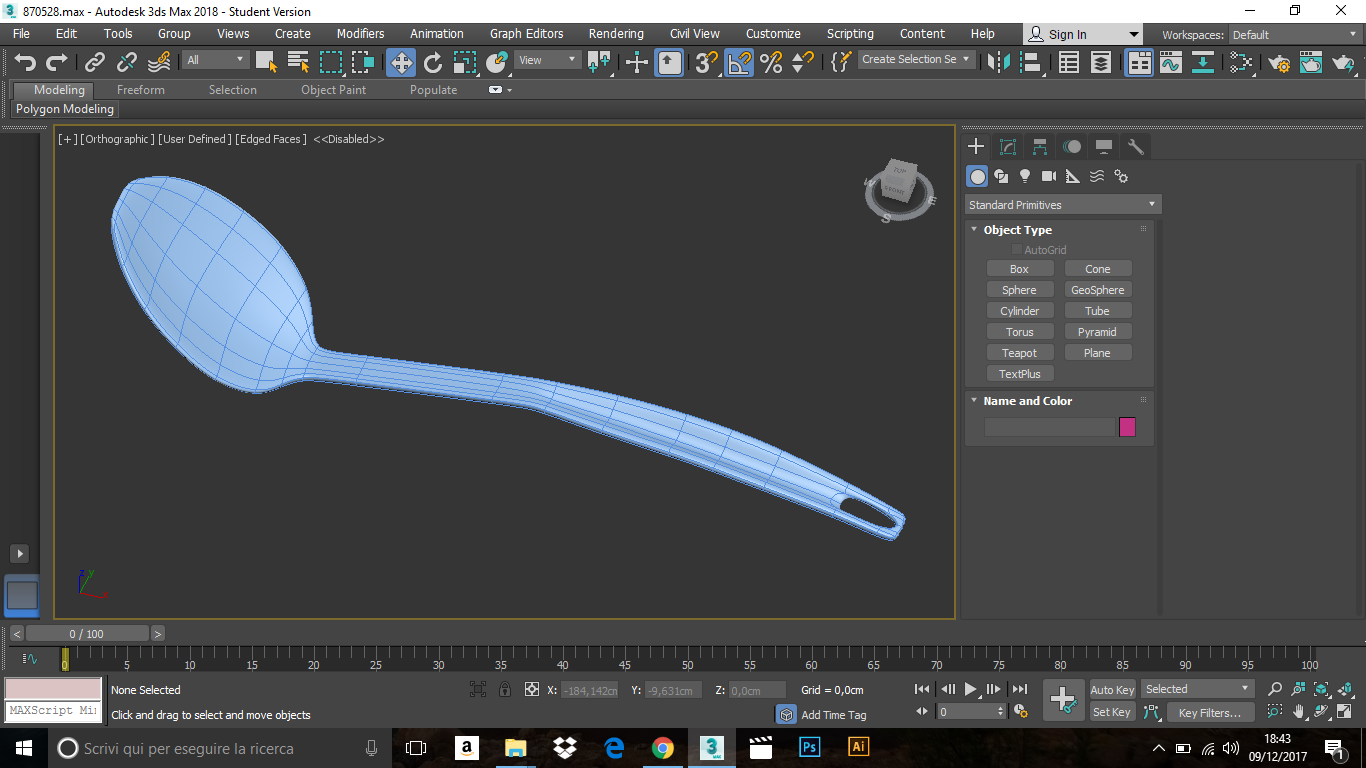 870528.max - Autodesk 3ds Max 2018 - Student Version
File Edit Tools Group Views Create Modifiers Animation Graph Editors Rendering Civil View Customize Scripting Content Help Sign In Workspaces: Default
All View Create Selection Se
Modeling Freeform Selection Object Paint Populate
Polygon Modeling
[+] [Orthographic] [User Defined] [Edged Faces] <<Disabled>>
TOP
FRONT
W
E
S
Standard Primitives
Object Type
AutoGrid
Box Cone
Sphere GeoSphere
Cylinder Tube
Torus Pyramid
Teapot Plane
TextPlus
Name and Color
z y x
< 0 / 100 >
0 5 10 15 20 25 30 35 40 45 50 55 60 65 70 75 80 85 90 95 100
None Selected X: -184,142cm Y: -9,631cm Z: 0,0cm Grid = 0,0cm Auto Key Selected
MAXScript Mi
Click and drag to select and move objects Add Time Tag 0 Set Key Key Filters...
Scrivi qui per eseguire la ricerca a 3 MAX Ps Ai 18:43
09/12/2017 1